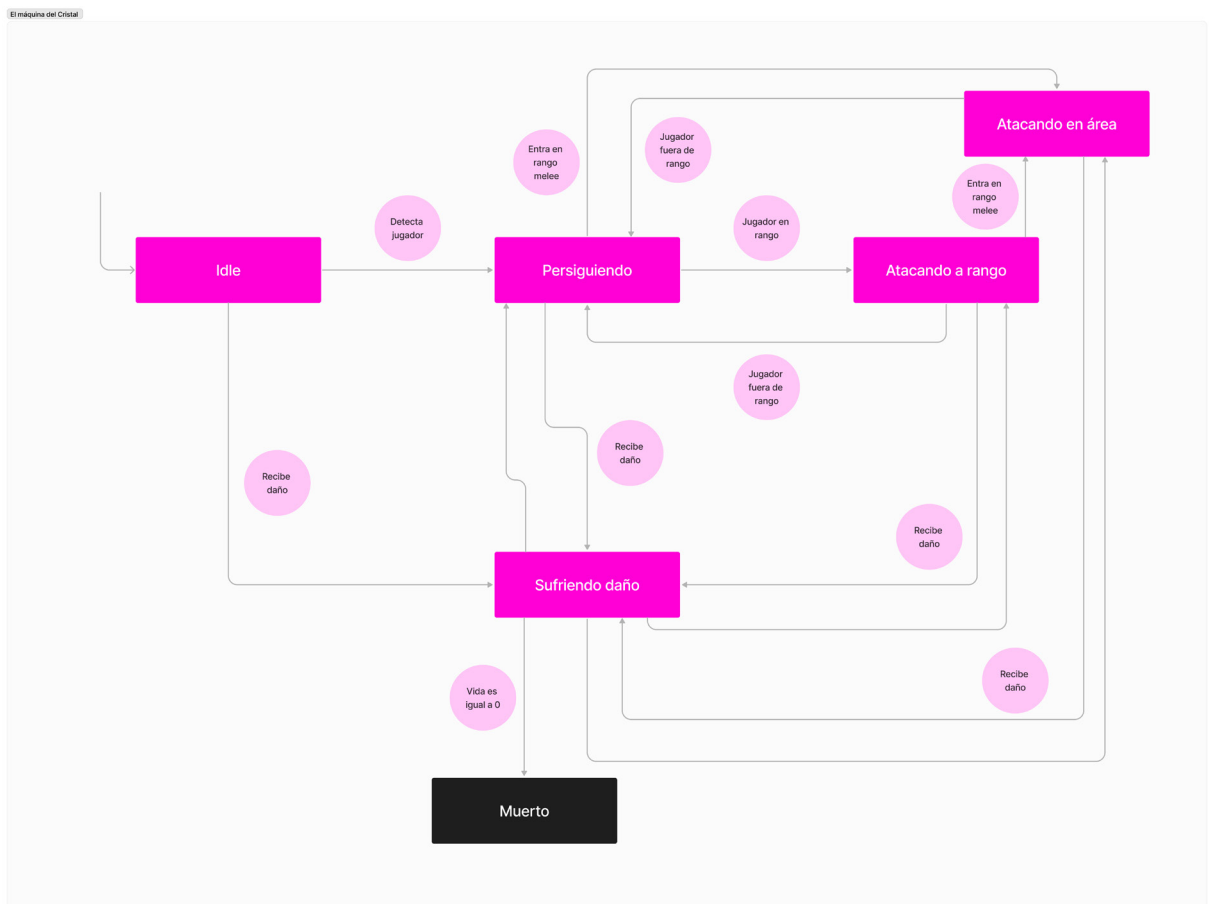 El máquina del Cristal
Atacando en área
Jugador
fuera de
rango
Entra en
rango
melee
Entra en
rango
melee
Detecta
jugador
Jugador en
rango
Idle
Persiguiendo
Atacando a rango
Jugador
fuera de
rango
Recibe
daño
Recibe
daño
Recibe
daño
Sufriendo daño
Recibe
daño
Vida es
igual a 0
Muerto